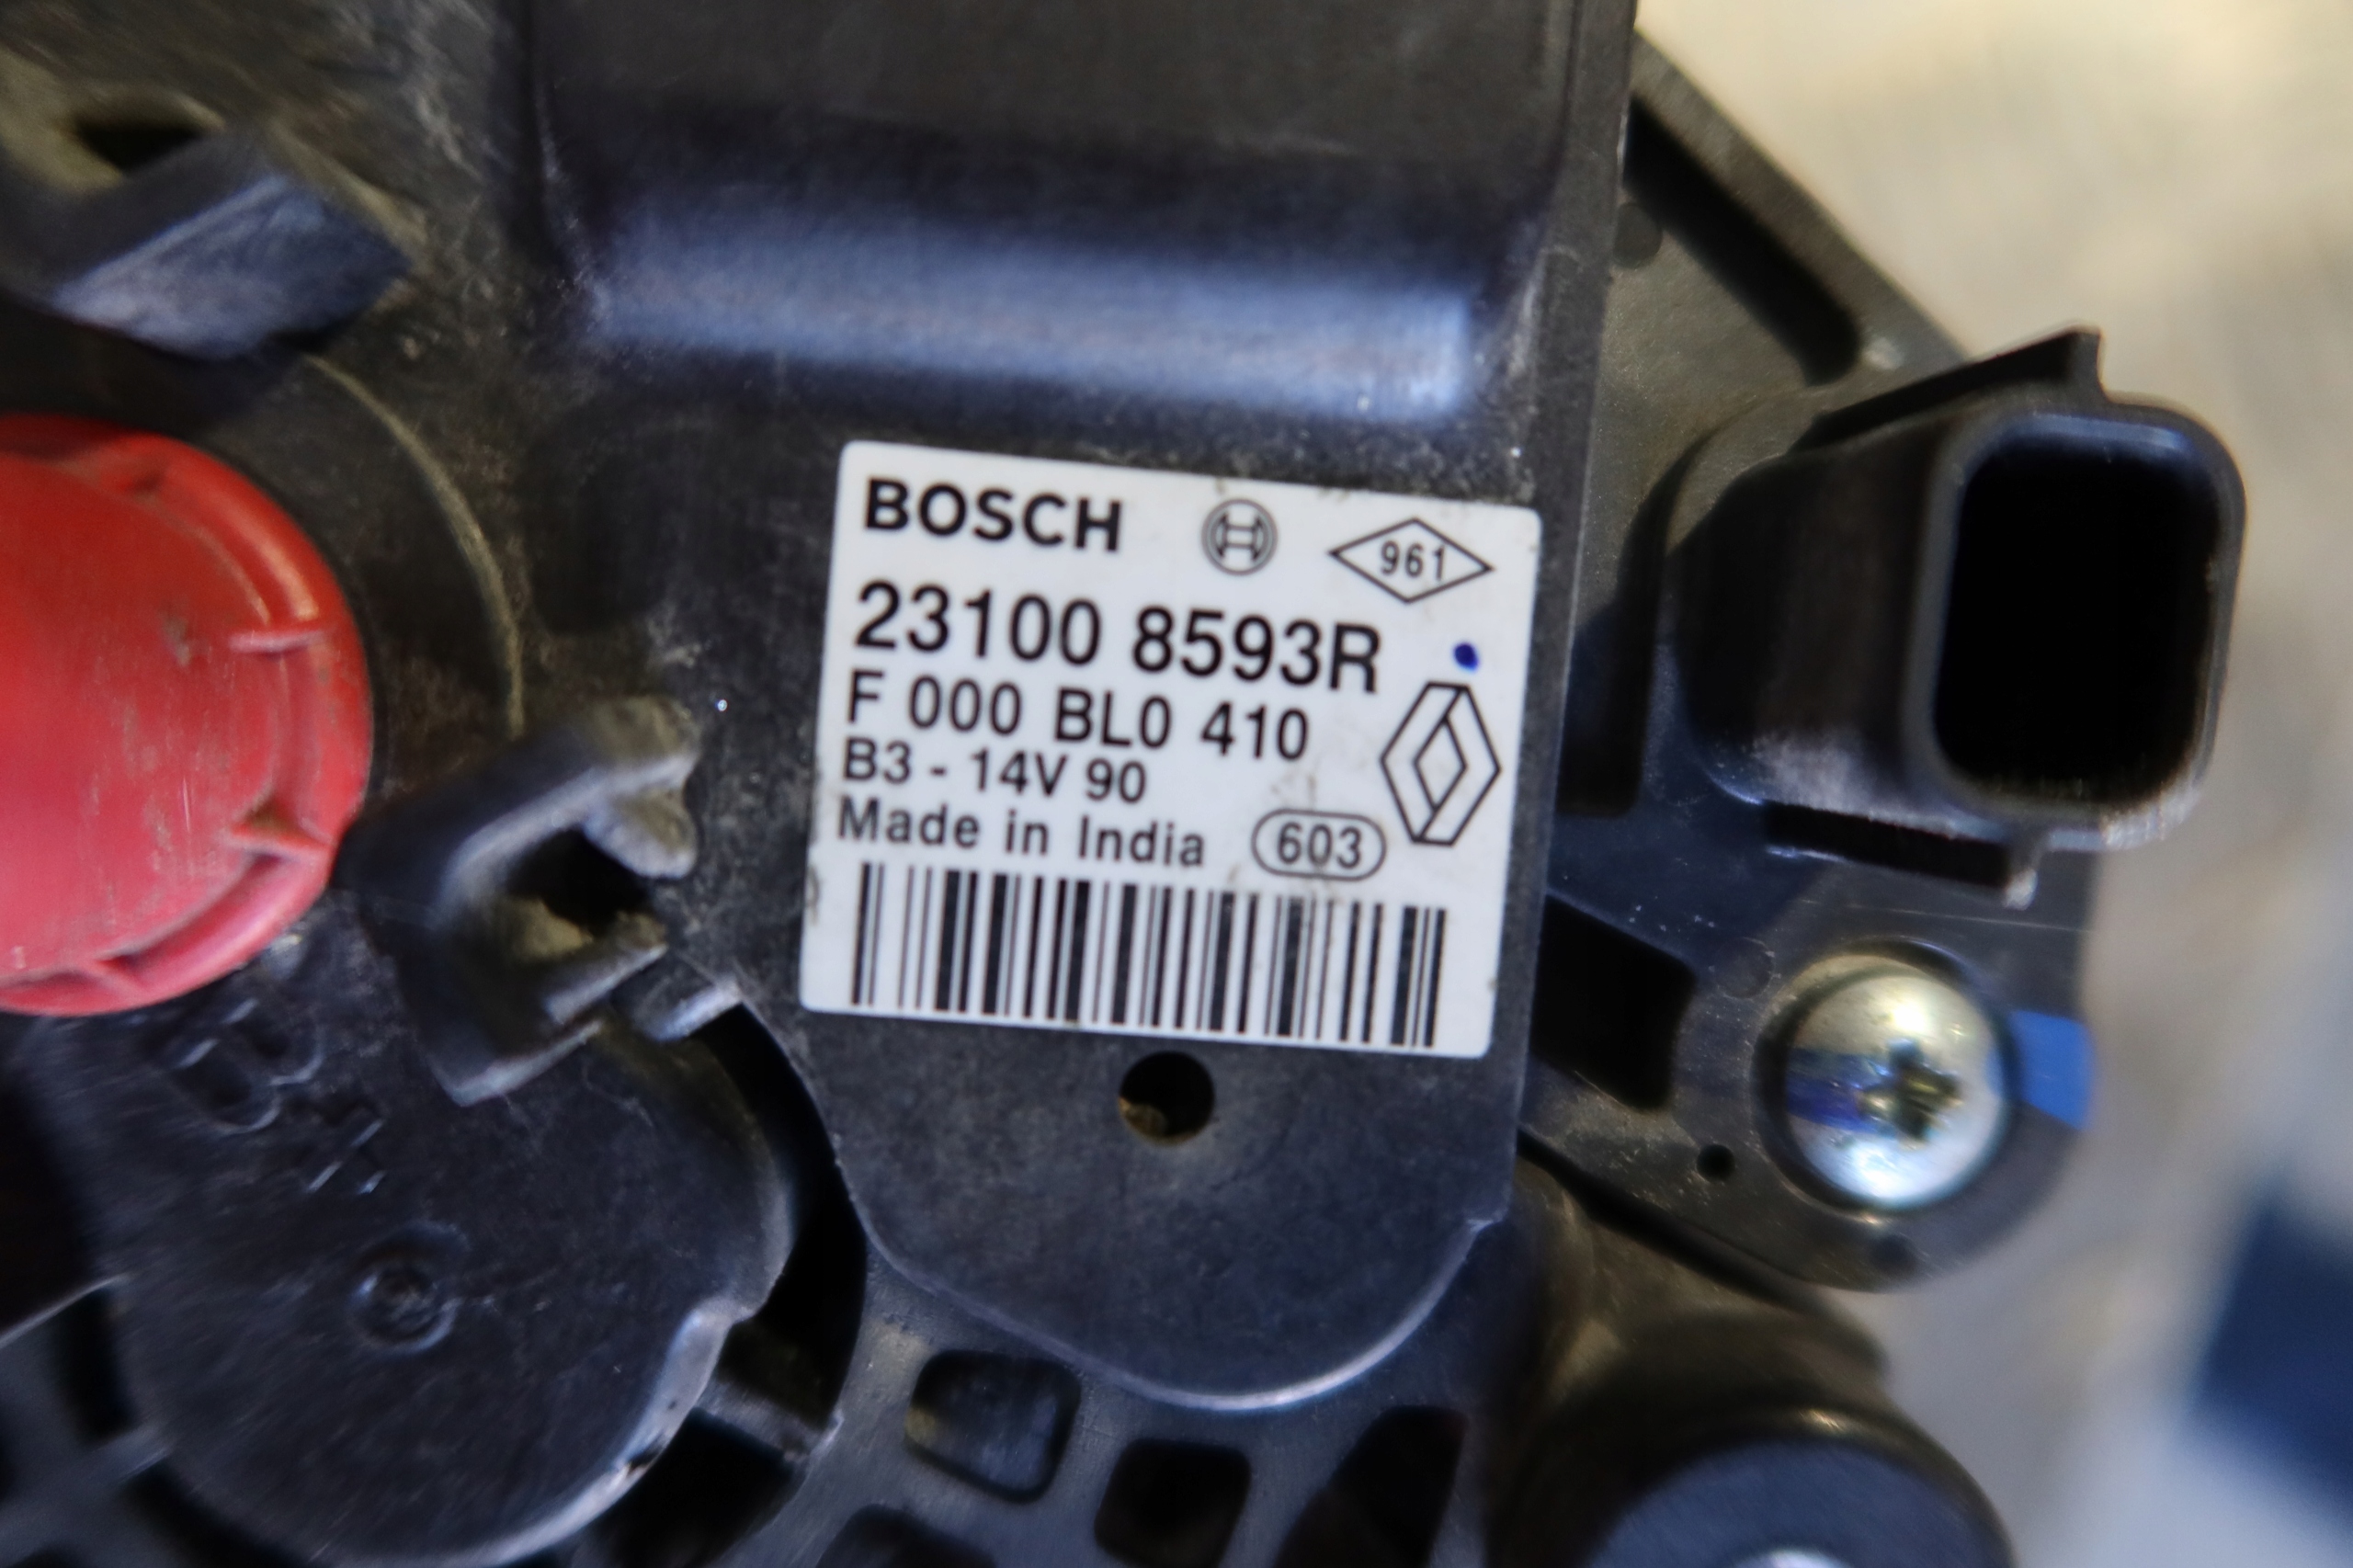 BOSCH 961
23100 8593R
F 000 BL0 410
B3 - 14V 90
Made in India 603